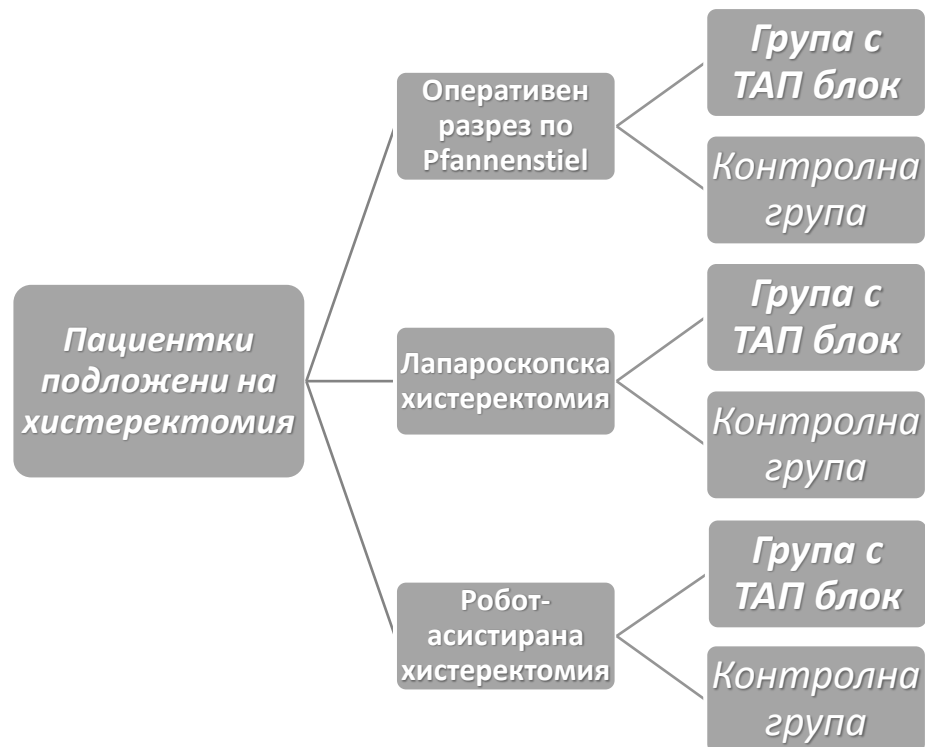 Пациентки
подложени на
хистеректомия
Оперативен
разрез по
Pfannenstiel
Група с
ТАП блок
Контролна
група
Лапароскопска
хистеректомия
Група с
ТАП блок
Контролна
група
Робот-
асистирана
хистеректомия
Група с
ТАП блок
Контролна
група